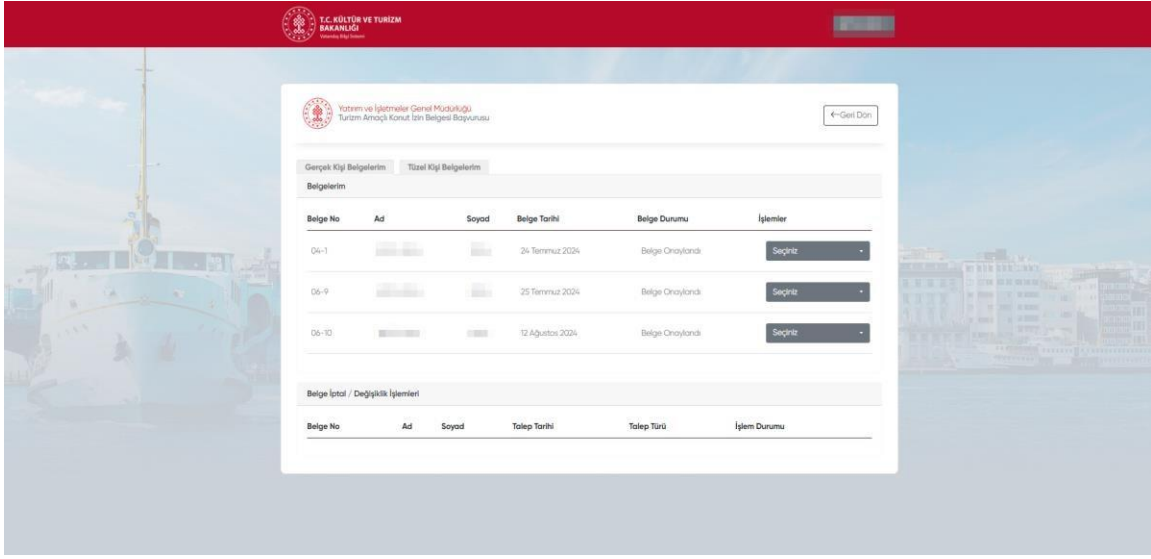 T.C. KÜLTÜR VE TURİZM
BAKANLIĞI
Vatandaş Bilgi Sistemi
Yatırım ve İşletmeler Genel Müdürlüğü
Turizm Amaçlı Konut İzin Belgesi Başvurusu
←Geri Dön
Gerçek Kişi Belgelerim Tüzel Kişi Belgelerim
Belgelerim
Belge No Ad Soyad Belge Tarihi Belge Durumu İşlemler
04-1 24 Temmuz 2024 Belge Onaylandı Seçiniz
06-9 25 Temmuz 2024 Belge Onaylandı Seçiniz
06-10 12 Ağustos 2024 Belge Onaylandı Seçiniz
Belge İptal / Değişiklik İşlemleri
Belge No Ad Soyad Talep Tarihi Talep Türü İşlem Durumu